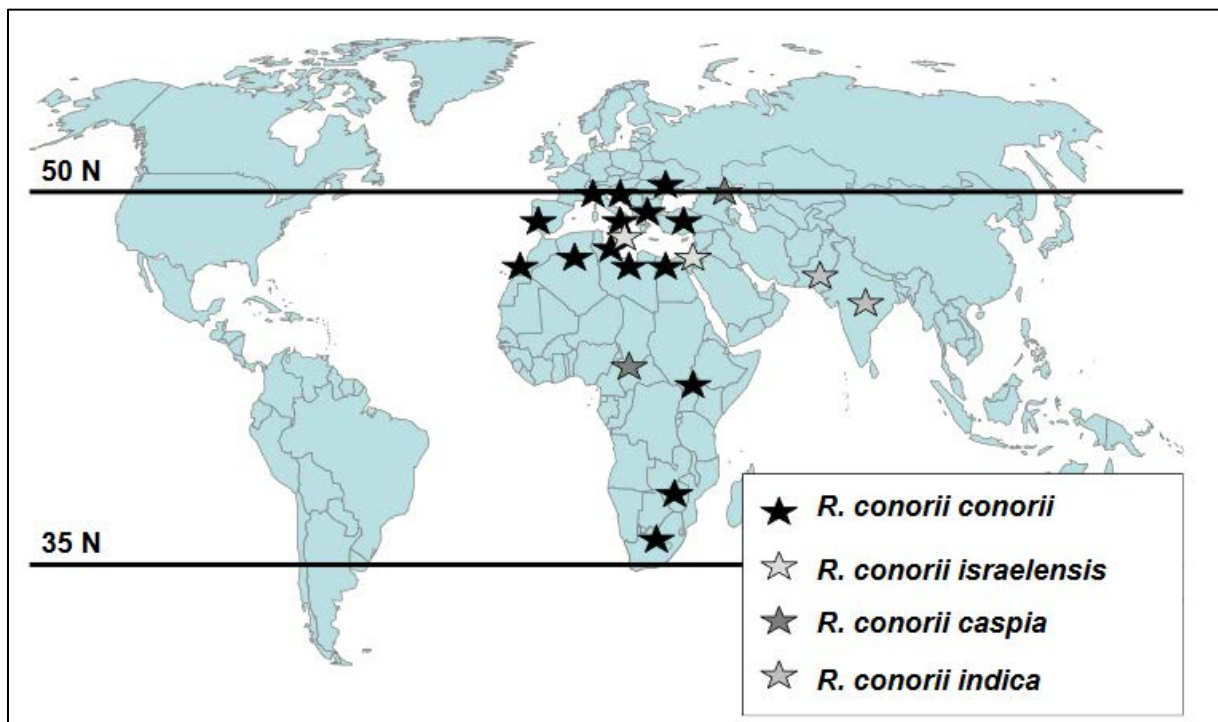 50 N
35 N
R. conorii conorii
R. conorii israelensis
R. conorii caspia
R. conorii indica